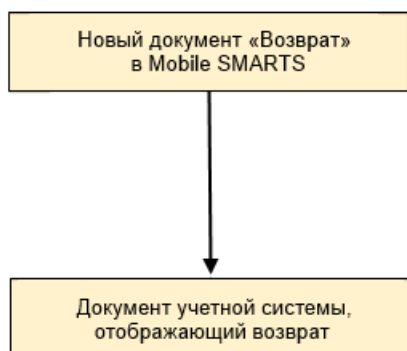 Новый документ «Возврат»
в Mobile SMARTS
Документ учетной системы,
отображающий возврат